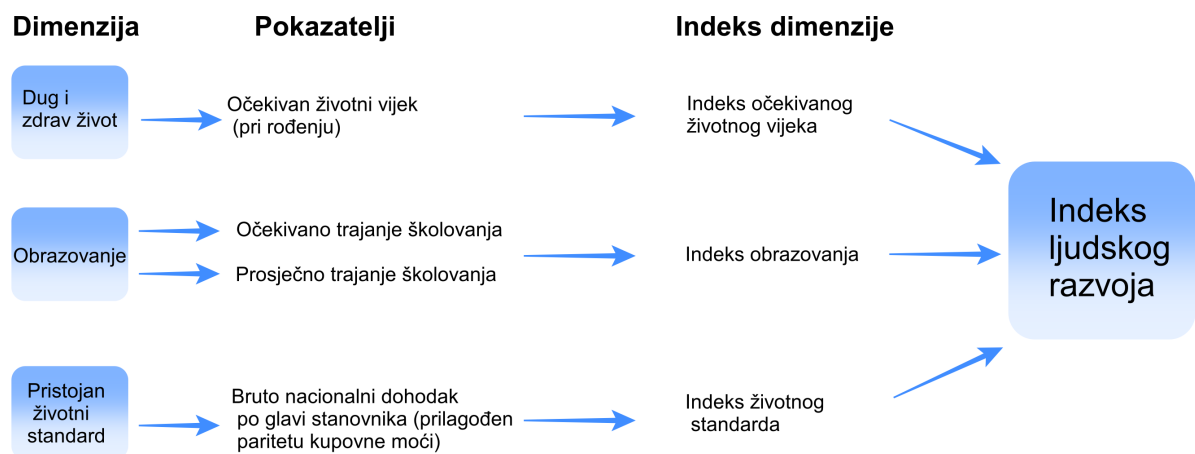 Dimenzija
Pokazatelji
Indeks dimenzije
Dug i
zdrav život
Očekivan životni vijek
(pri rođenju)
Indeks očekivanog
životnog vijeka
Obrazovanje
Očekivano trajanje školovanja
Prosječno trajanje školovanja
Indeks obrazovanja
Pristojan
životni
standard
Bruto nacionalni dohodak
po glavi stanovnika (prilagođen
paritetu kupovne moći)
Indeks životnog
standarda
Indeks
ljudskog
razvoja